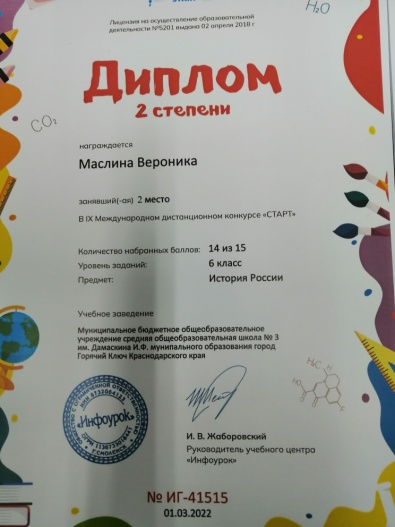 Лицензия на осуществление образовательной
деятельности №5201 выдана 02 апреля 2018 г
H₂O
Диплом
2 степени
CO₂
награждается
Маслина Вероника
занявший(-ая) 2 место
В IX Международном дистанционном конкурсе «СТАРТ»
Количество набранных баллов: 14 из 15
Уровень заданий: 6 класс
Предмет: История России
Учебное заведение
Муниципальное бюджетное общеобразовательное
учреждение средняя общеобразовательная школа № 3
им. Дамаскина И.Ф. мунипального образования город
Горячий Ключ Краснодарского края
H₃C
«Инфоурок»
Г. СМОЛЕНСК
И. В. Жаборовский
Руководитель учебного центра
«Инфоурок»
№ ИГ-41515
01.03.2022